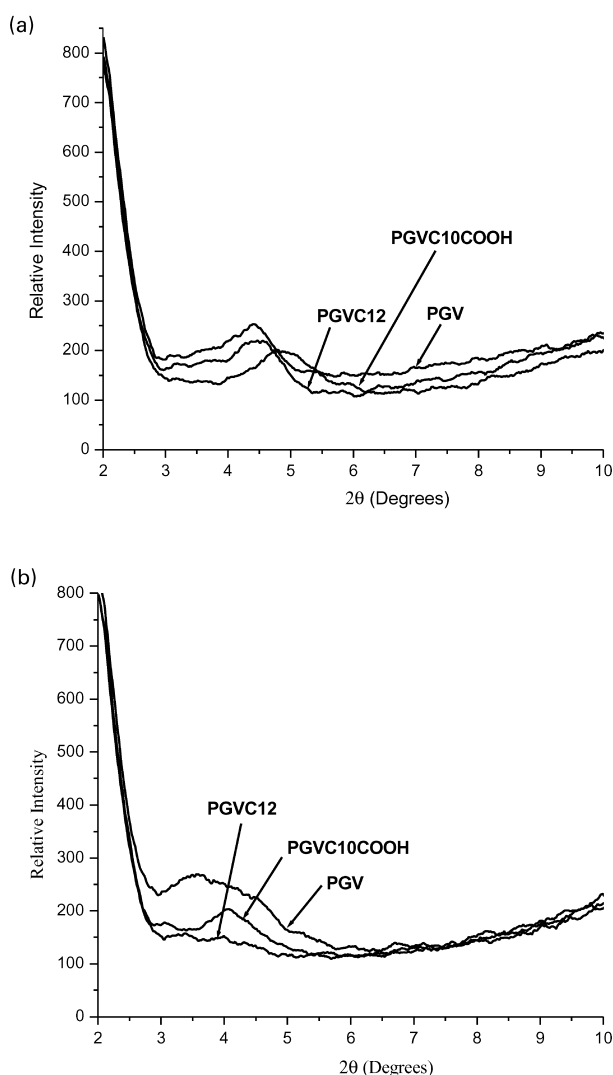 (a)
800
700
600
500
400
300
200
100
0
Relative Intensity
PGVC10COOH
PGVC12
PGV
2 3 4 5 6 7 8 9 10
2θ (Degrees)
(b)
800
700
600
500
400
300
200
100
0
Relative Intensity
PGVC12
PGVC10COOH
PGV
2 3 4 5 6 7 8 9 10
2θ (Degrees)